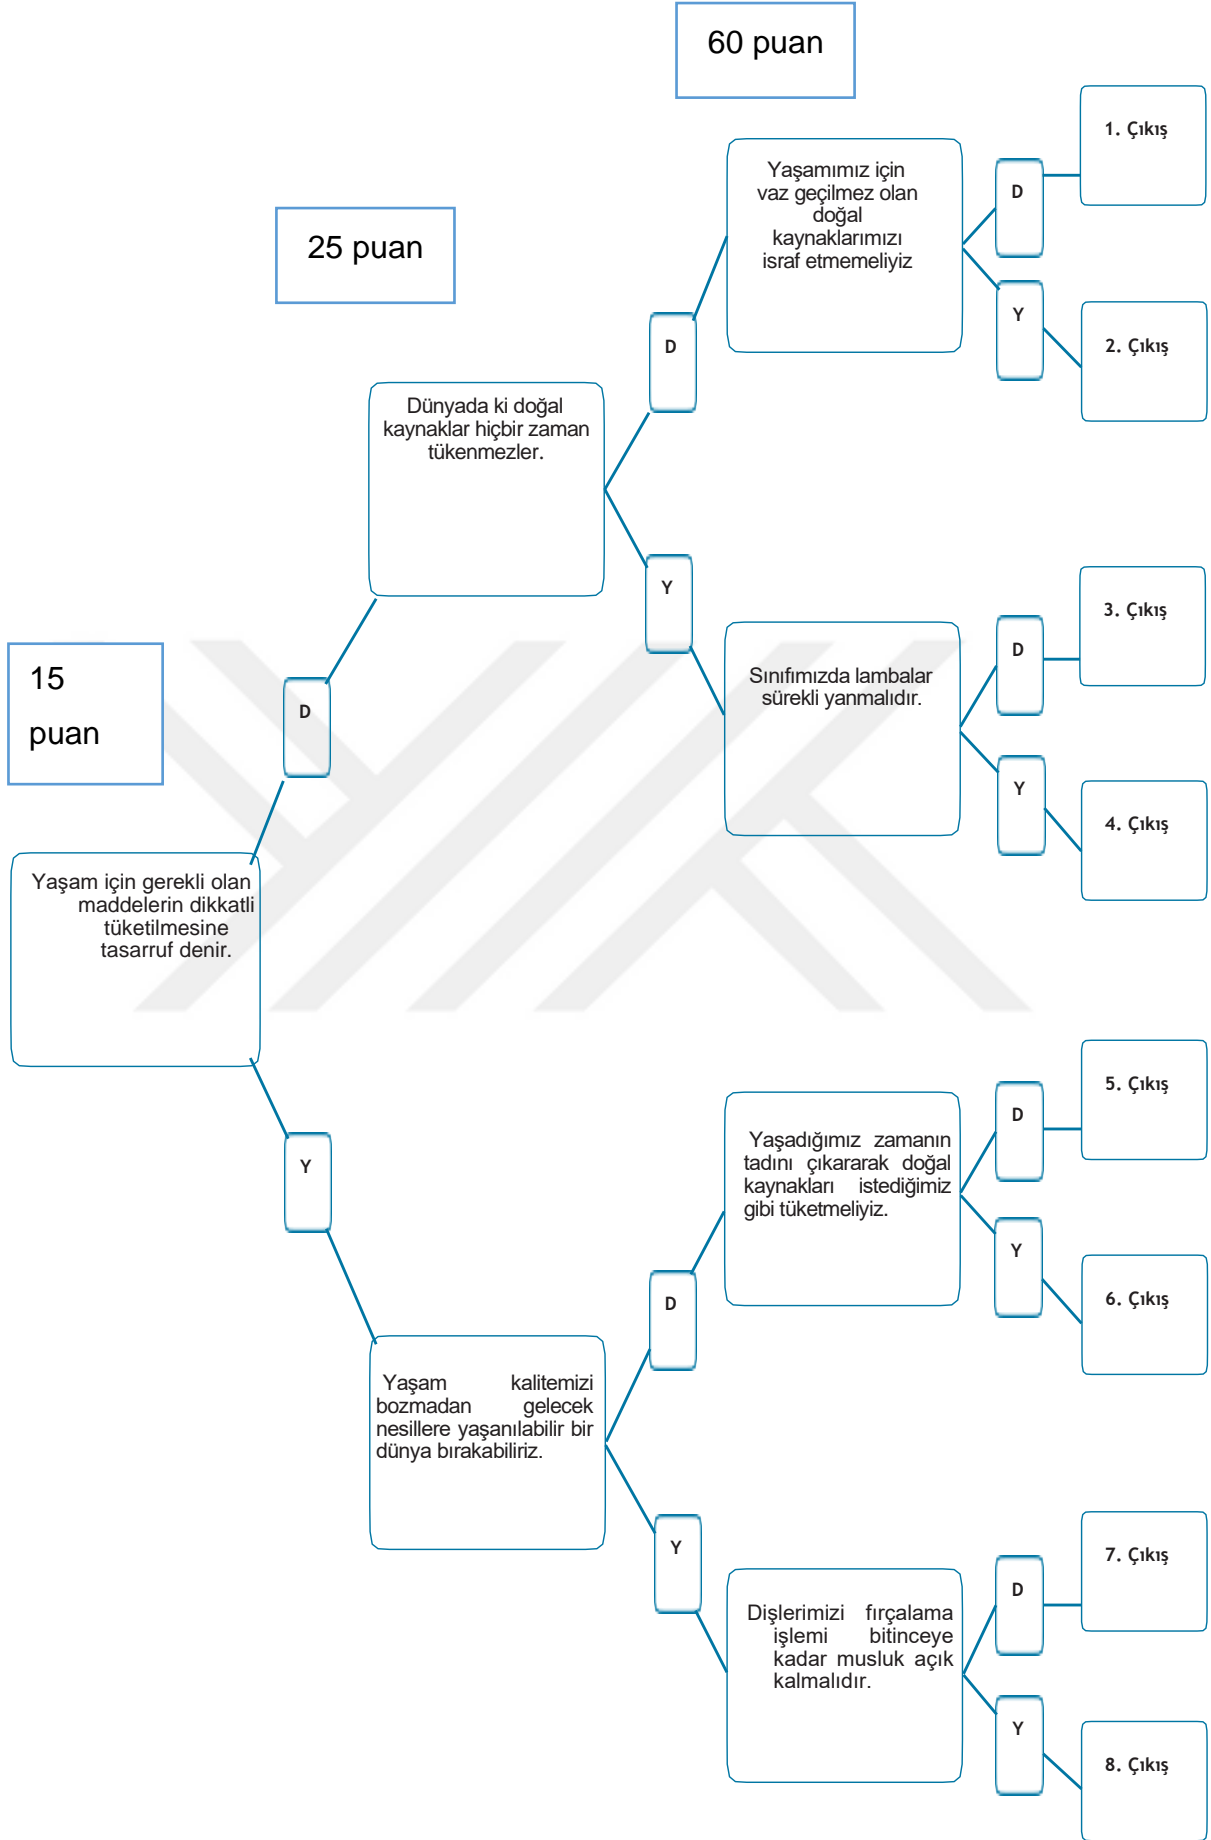 60 puan
1. Çıkış
Yaşamımız için
vaz geçilmez olan
doğal
kaynaklarımızı
israf etmemeliyiz
D
25 puan
Y
2. Çıkış
D
Dünyada ki doğal
kaynaklar hiçbir zaman
tükenmezler.
Y
3. Çıkış
D
Sınıfımızda lambalar
sürekli yanmalıdır.
15
puan
D
Y
4. Çıkış
Yaşam için gerekli olan
maddelerin dikkatli
tüketilmesine
tasarruf denir.
5. Çıkış
D
Yaşadığımız zamanın
tadını çıkararak doğal
kaynakları istediğimiz
gibi tüketmeliyiz.
Y
Y
D
6. Çıkış
Yaşam kalitemizi
bozmadan gelecek
nesillere yaşanılabilir bir
dünya bırakabiliriz.
Y
7. Çıkış
D
Dişlerimizi fırçalama
işlemi bitinceye
kadar musluk açık
kalmalıdır.
Y
8. Çıkış